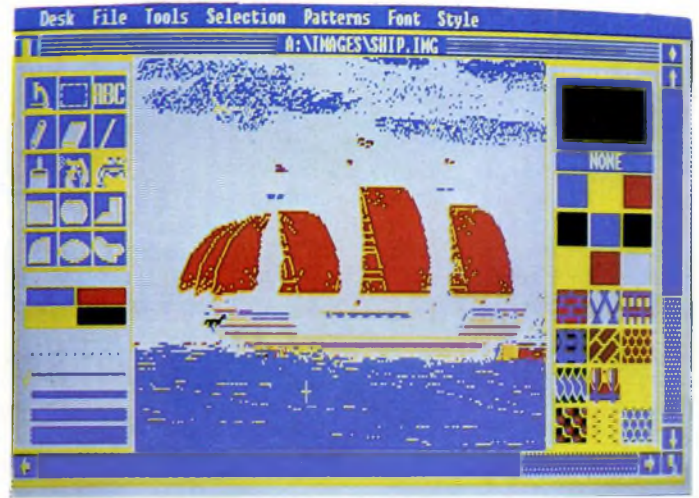 Desk File Tools Selection Patterns Font Style
A:\IMAGES\SHIP.IMG
ABC
NONE